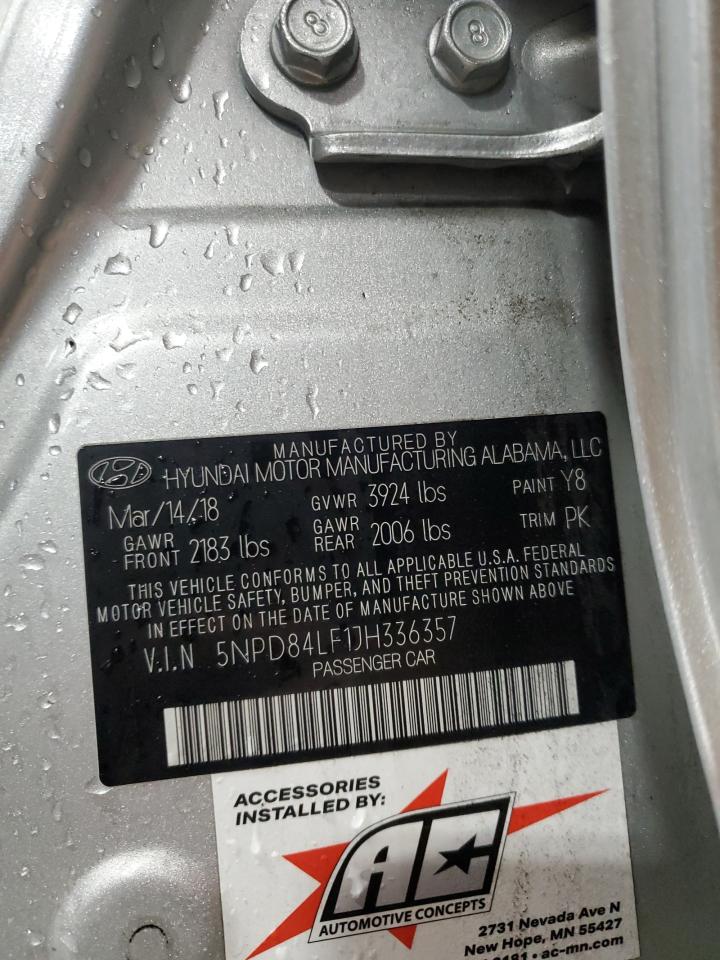 8 8
MANUFACTURED BY
HYUNDAI MOTOR MANUFACTURING ALABAMA, LLC
Mar/14/18 GVWR 3924 lbs PAINT Y8
GAWR FRONT 2183 lbs GAWR REAR 2006 lbs TRIM PK
THIS VEHICLE CONFORMS TO ALL APPLICABLE U.S.A. FEDERAL
MOTOR VEHICLE SAFETY, BUMPER, AND THEFT PREVENTION STANDARDS
IN EFFECT ON THE DATE OF MANUFACTURE SHOWN ABOVE
V.I.N 5NPD84LF1JH336357
PASSENGER CAR
ACCESSORIES
INSTALLED BY:
AC
AUTOMOTIVE CONCEPTS
2731 Nevada Ave N
New Hope, MN 55427
• ac-mn.com